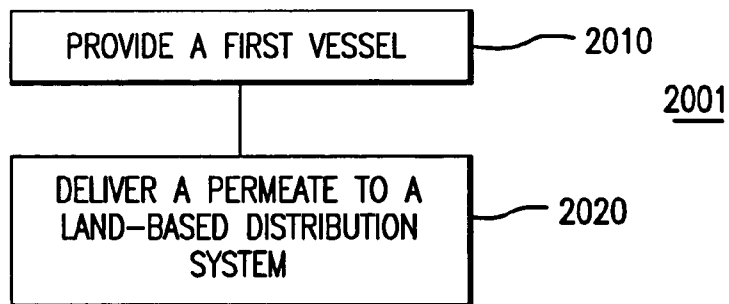 PROVIDE A FIRST VESSEL
2010
2001
DELIVER A PERMEATE TO A
LAND-BASED DISTRIBUTION
SYSTEM
2020